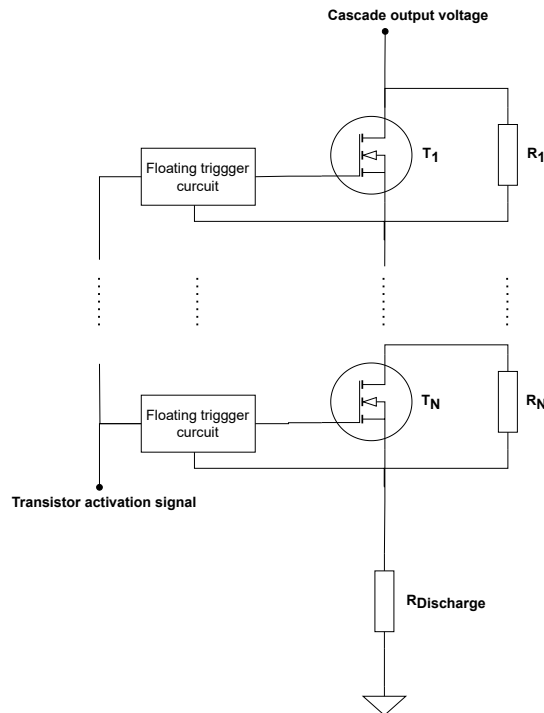 Cascade output voltage
T1
R1
Floating triggger
curcuit
TN
RN
Floating triggger
curcuit
Transistor activation signal
RDischarge